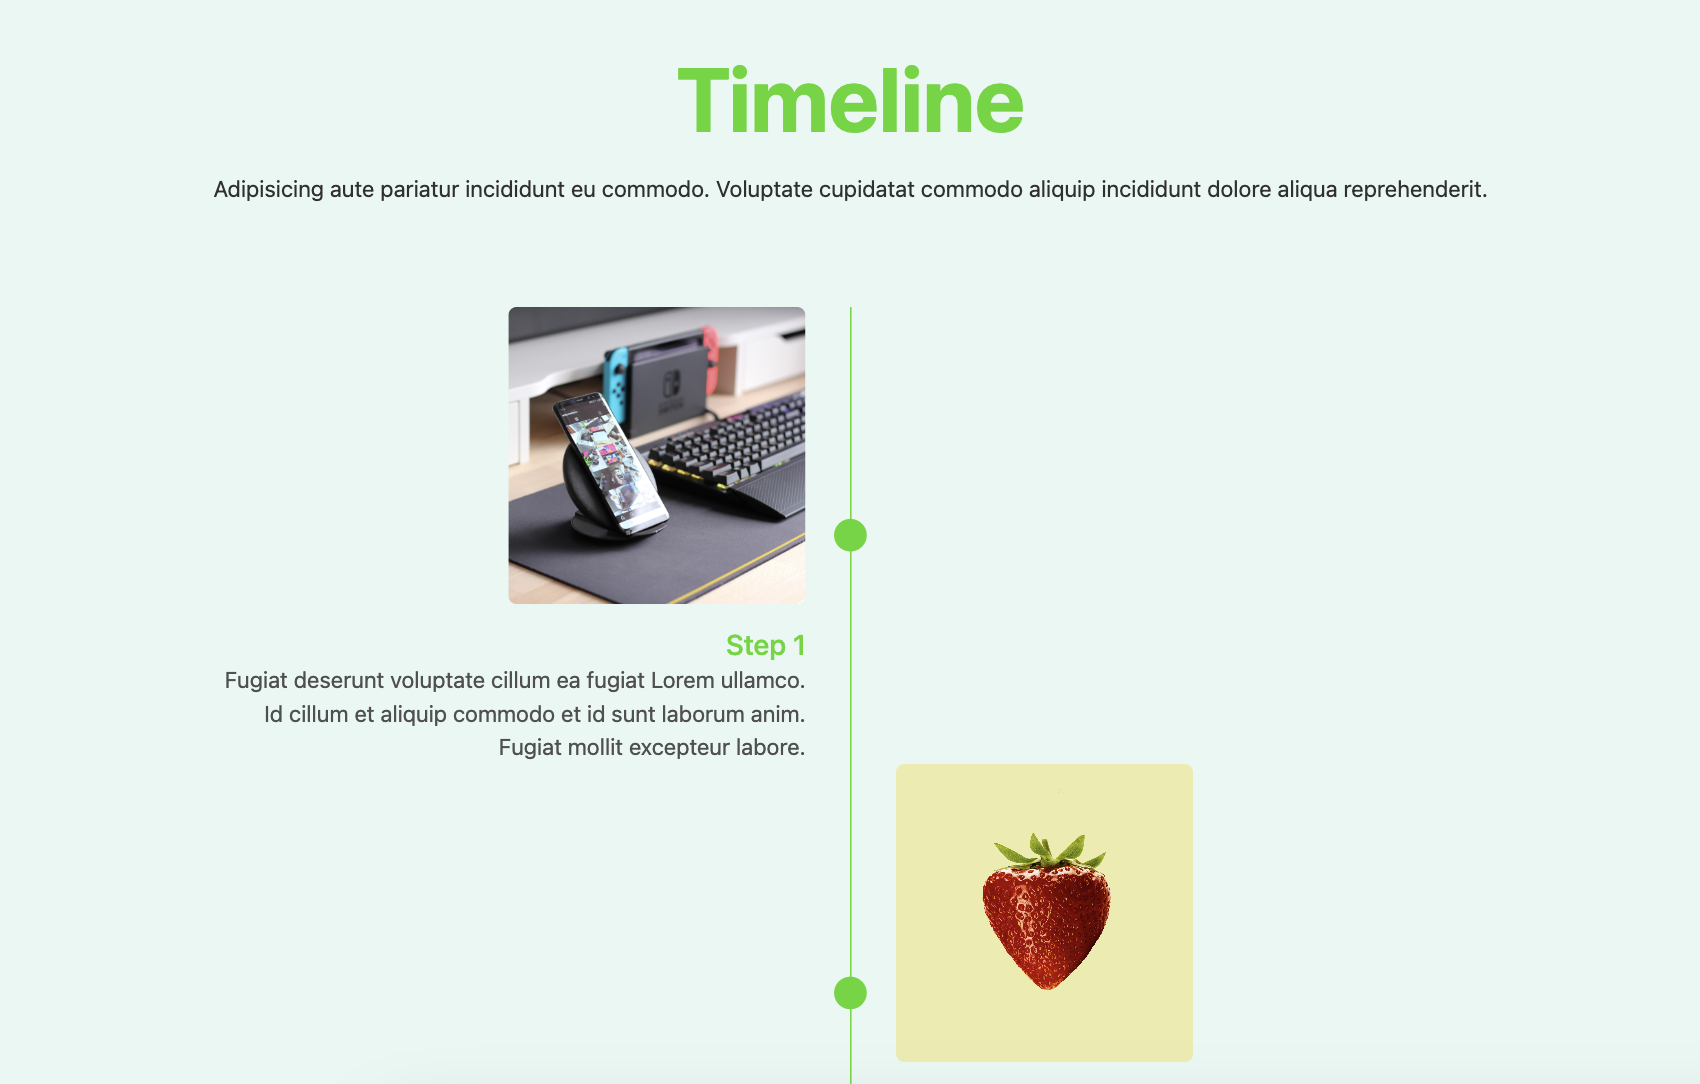 Timeline
Adipisicing aute pariatur incididunt eu commodo. Voluptate cupidatat commodo aliquip incididunt dolore aliqua reprehenderit.
Step 1
Fugiat deserunt voluptate cillum ea fugiat Lorem ullamco.
Id cillum et aliquip commodo et id sunt laborum anim.
Fugiat mollit excepteur labore.